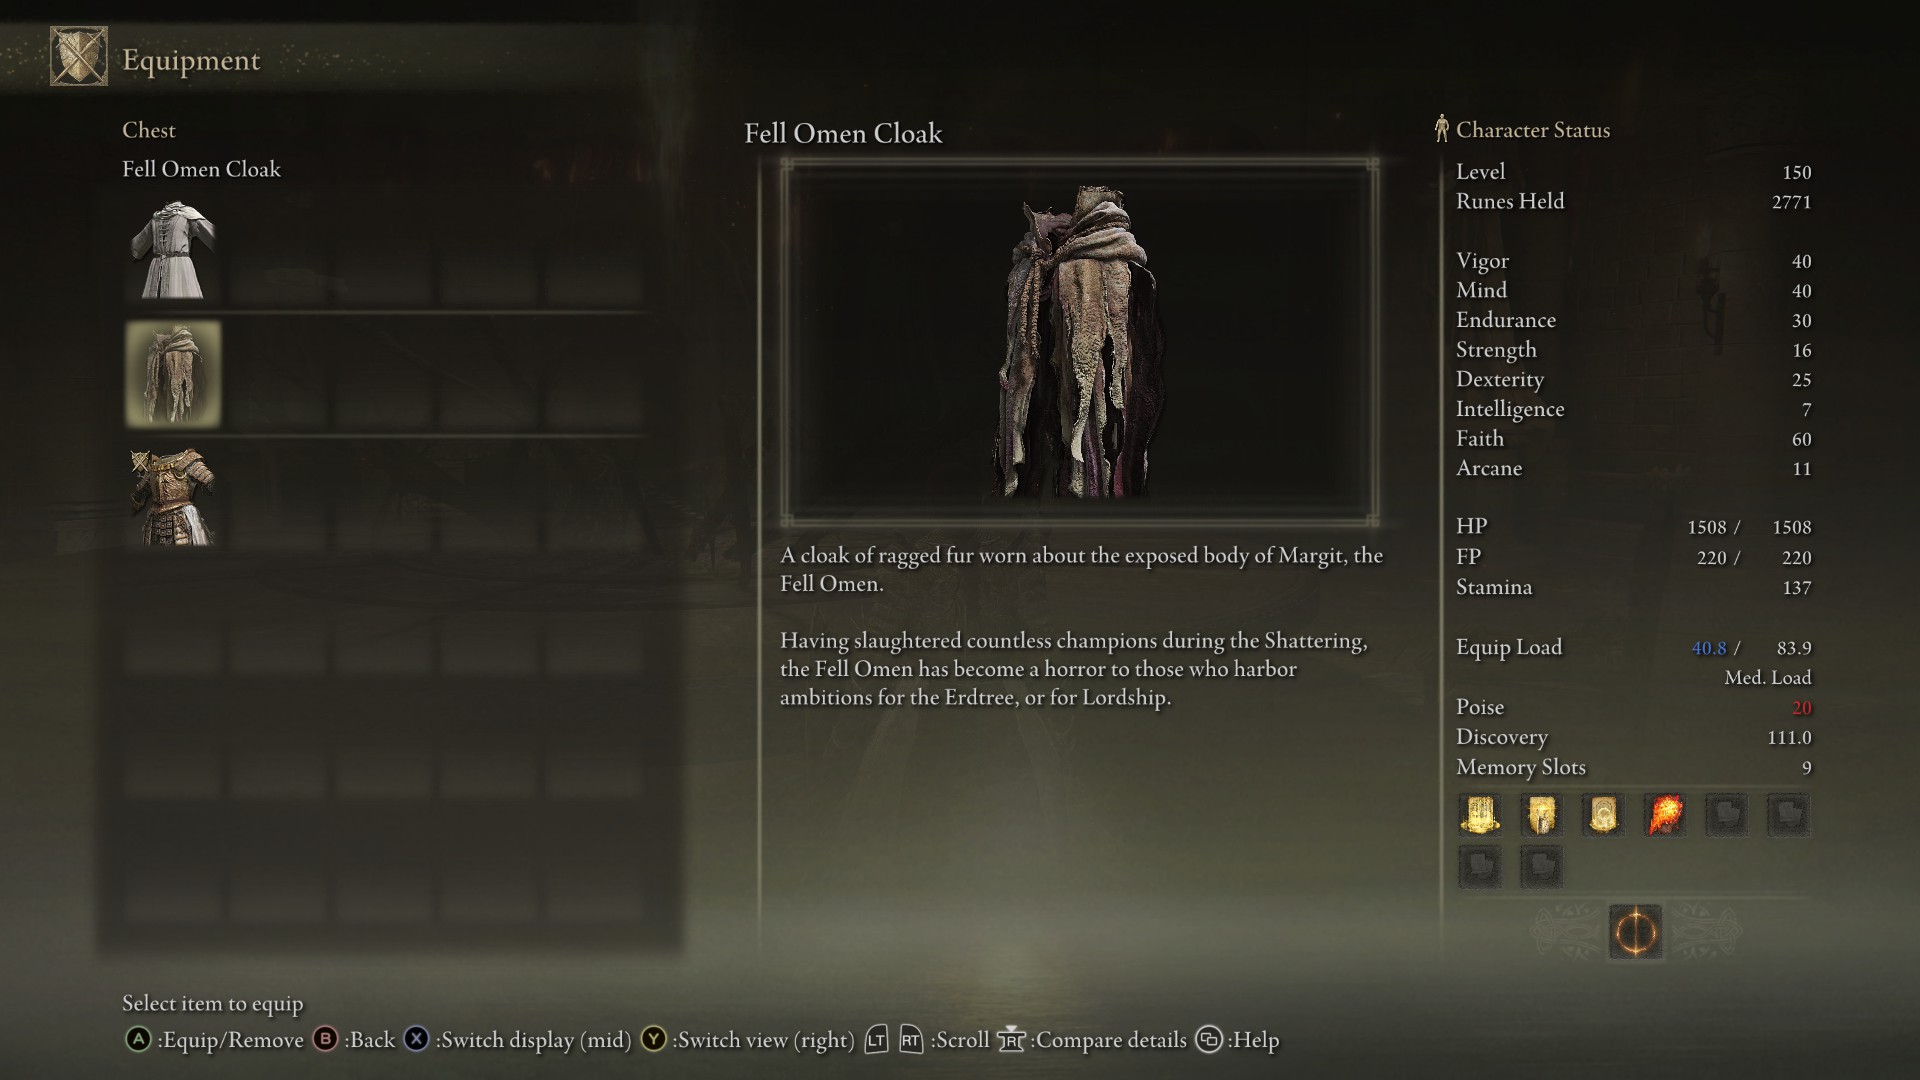 Equipment
Chest
Fell Omen Cloak
Fell Omen Cloak
A cloak of ragged fur worn about the exposed body of Margit, the
Fell Omen.
Having slaughtered countless champions during the Shattering,
the Fell Omen has become a horror to those who harbor
ambitions for the Erdtree, or for Lordship.
Character Status
Level 150
Runes Held 2771
Vigor 40
Mind 40
Endurance 30
Strength 16
Dexterity 25
Intelligence 7
Faith 60
Arcane 11
HP 1508 / 1508
FP 220 / 220
Stamina 137
Equip Load 40.8 / 83.9
Med. Load
Poise 20
Discovery 111.0
Memory Slots 9
Select item to equip
A :Equip/Remove B :Back X :Switch display (mid) Y :Switch view (right) LT RT :Scroll R :Compare details :Help